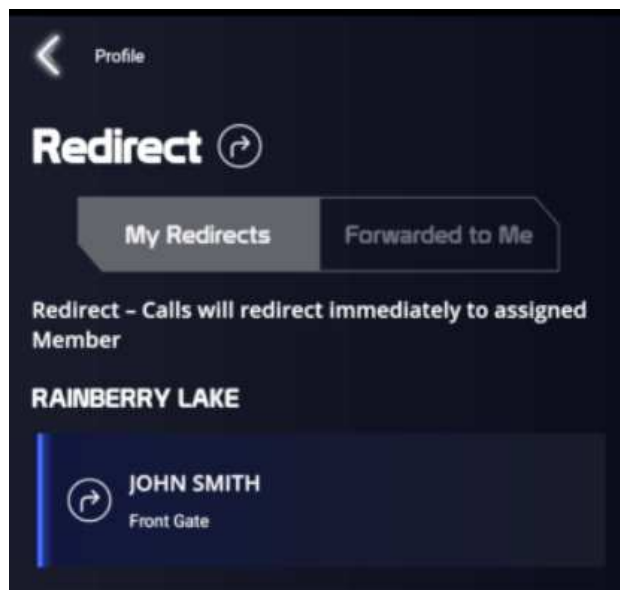 Profile
Redirect
My Redirects
Forwarded to Me
Redirect – Calls will redirect immediately to assigned
Member
RAINBERRY LAKE
JOHN SMITH
Front Gate